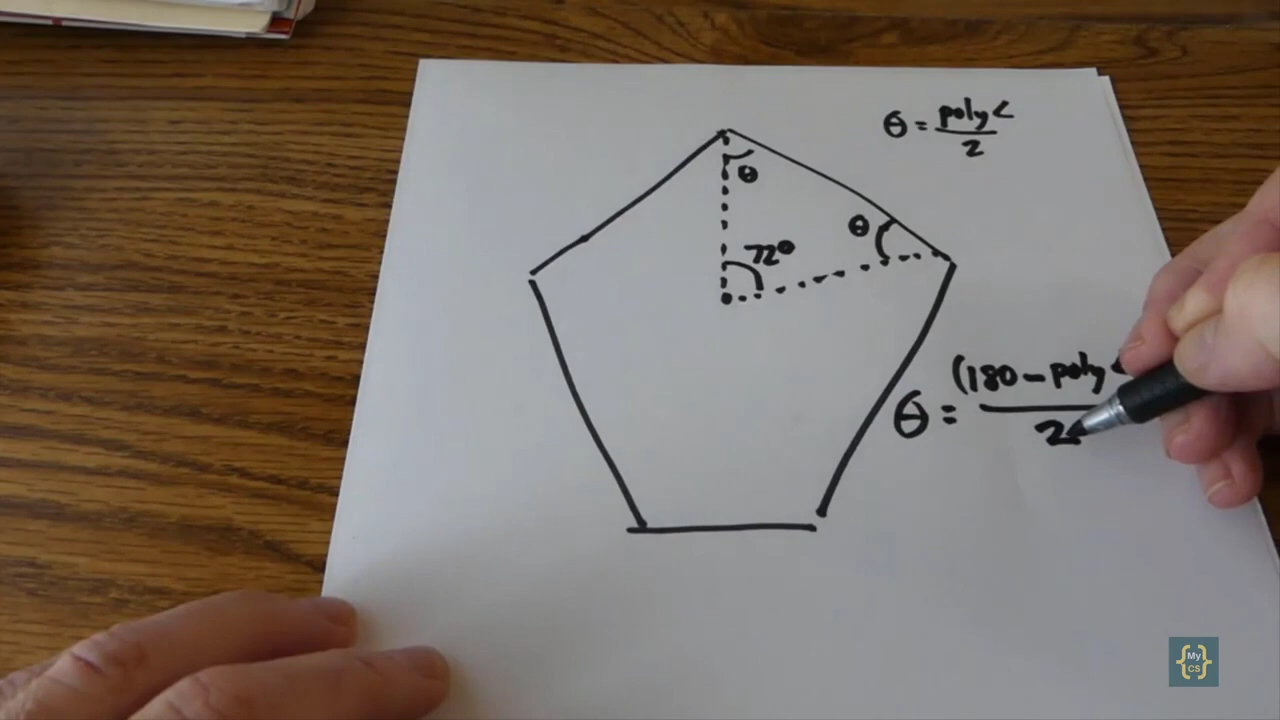 θ = poly<
2
θ
θ
72°
(180 - poly<
θ =
2
{My
CS}